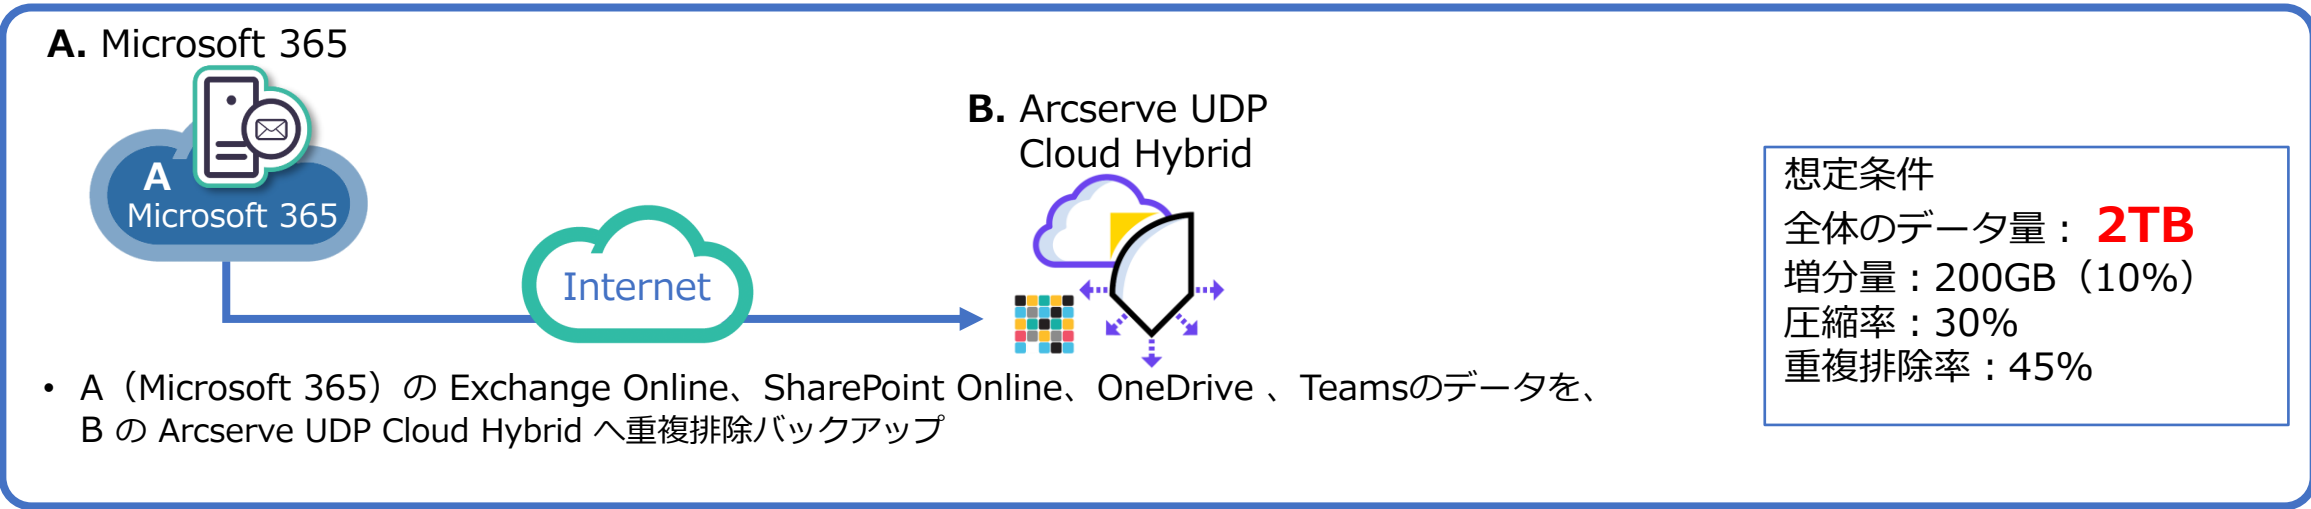 A. Microsoft 365
A
Microsoft 365
Internet
B. Arcserve UDP
Cloud Hybrid
想定条件
全体のデータ量： 2TB
増分量：200GB（10%）
圧縮率：30%
重複排除率：45%
• A（Microsoft 365）の Exchange Online、SharePoint Online、OneDrive 、Teamsのデータを、
B の Arcserve UDP Cloud Hybrid へ重複排除バックアップ